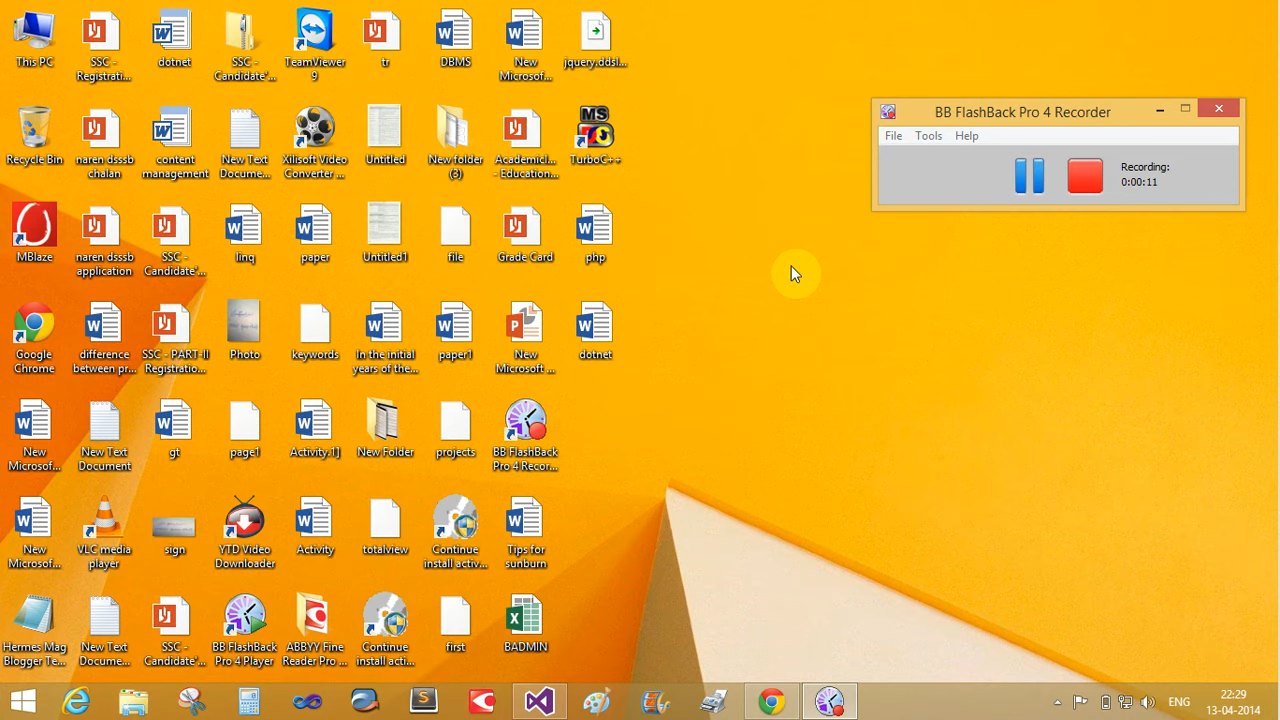 This PC
SSC -
Registrati...
dotnet
SSC -
Candidate'...
TeamViewer
9
tr
DBMS
New
Microsof...
jquery.ddsl...
Recycle Bin
naren dsssb
chalan
content
management
New Text
Docume...
Xilisoft Video
Converter ...
Untitled
New folder
(3)
Academicl...
- Education...
MS
TurboC++
MBlaze
naren dsssb
application
SSC -
Candidate'...
linq
paper
Untitled1
file
Grade Card
php
Google
Chrome
difference
between pr...
SSC - PART-II
Registratio...
Photo
keywords
In the initial
years of the...
paper1
New
Microsoft ...
dotnet
New
Microsof...
New Text
Document
gt
page1
Activity.1]
New Folder
projects
BB FlashBack
Pro 4 Recor...
New
Microsof...
VLC media
player
sign
YTD Video
Downloader
Activity
totalview
Continue
install activ...
Tips for
sunburn
Hermes Mag
Blogger Te...
New Text
Docume...
SSC -
Candidate'...
BB FlashBack
Pro 4 Player
ABBYY Fine
Reader Pro ...
Continue
install acti...
first
BADMIN
BB FlashBack Pro 4 Recorder
File Tools Help
Recording:
0:00:11
ENG
22:29
13-04-2014